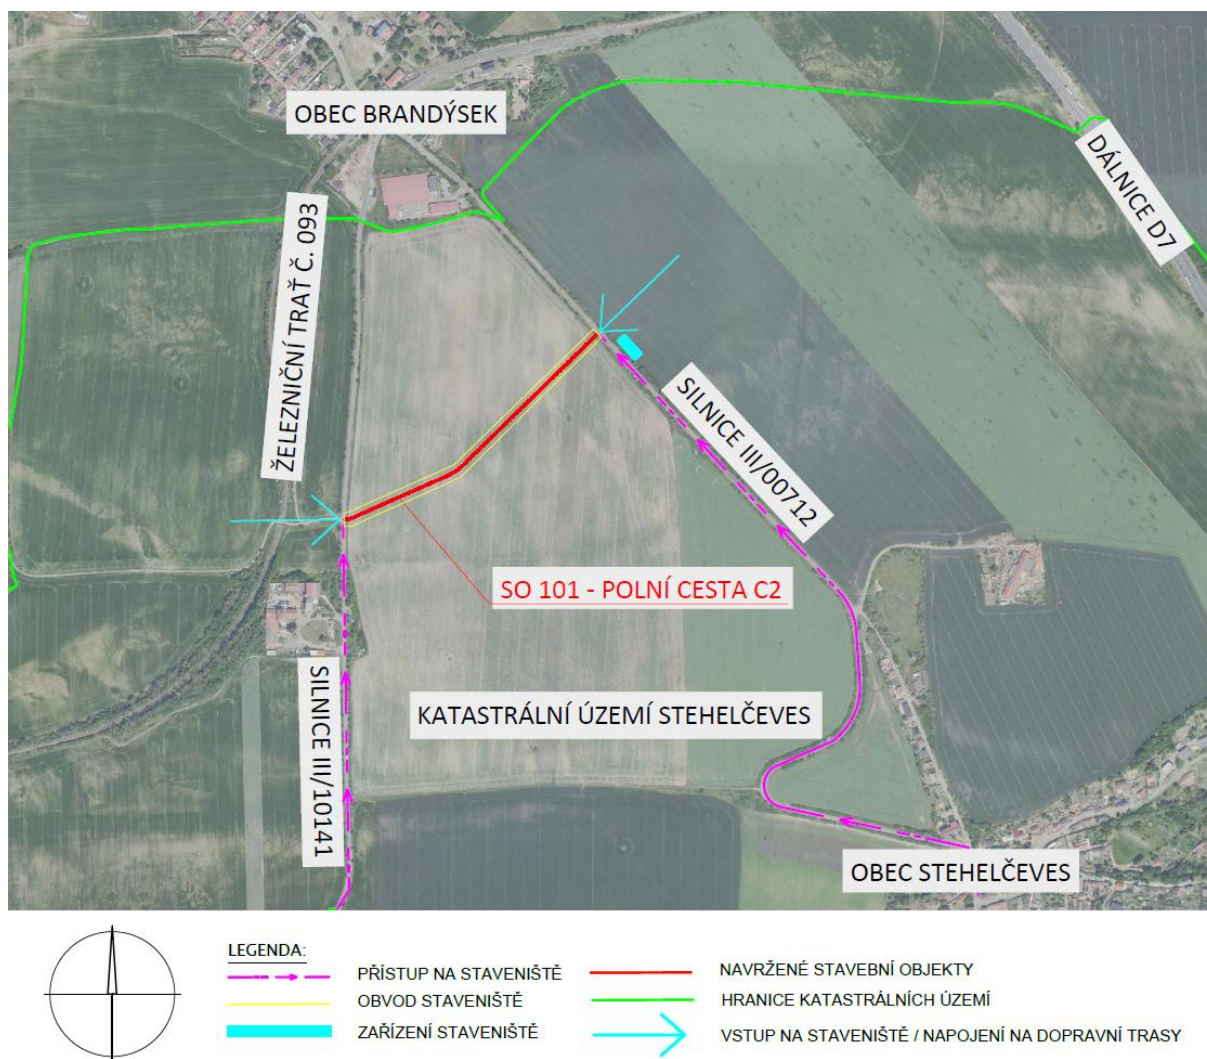 OBEC BRANDÝSEK
DÁLNICE D7
ŽELEZNIČNÍ TRAŤ Č. 093
SILNICE III/00712
SO 101 - POLNÍ CESTA C2
KATASTRÁLNÍ ÚZEMÍ STEHELČEVES
SILNICE III/10141
OBEC STEHELČEVES
LEGENDA:
PŘÍSTUP NA STAVENIŠTĚ
OBVOD STAVENIŠTĚ
ZAŘÍZENÍ STAVENIŠTĚ
NAVRŽENÉ STAVEBNÍ OBJEKTY
HRANICE KATASTRÁLNÍCH ÚZEMÍ
VSTUP NA STAVENIŠTĚ / NAPOJENÍ NA DOPRAVNÍ TRASY